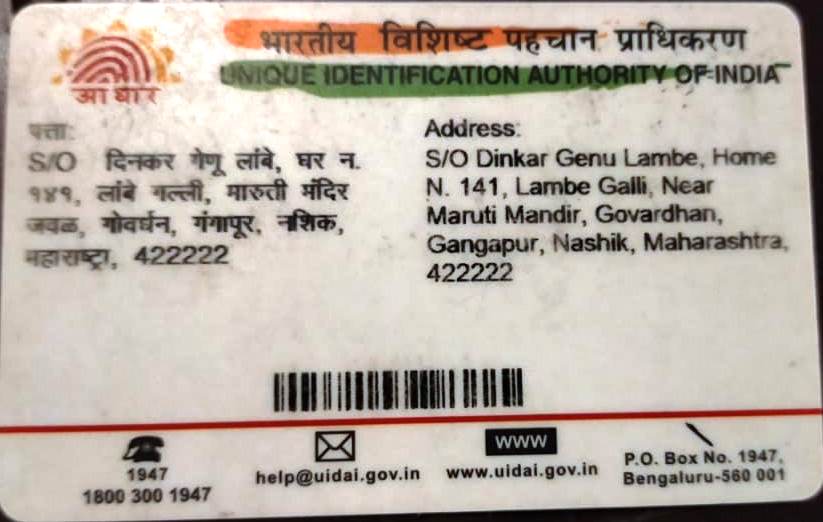 भारतीय विशिष्ट पहचान प्राधिकरण
UNIQUE IDENTIFICATION AUTHORITY OF INDIA
आधार
पत्ता:
S/O दिनकर गेणू लांबे, घर न.
१४१, लांबे गल्ली, मारुती मंदिर
जवळ, गोवर्धन, गंगापूर, नशिक,
महाराष्ट्रा, 422222
Address:
S/O Dinkar Genu Lambe, Home
N. 141, Lambe Galli, Near
Maruti Mandir, Govardhan,
Gangapur, Nashik, Maharashtra,
422222
1947
1800 300 1947
help@uidai.gov.in
www
www.uidai.gov.in
P.O. Box No. 1947,
Bengaluru-560 001